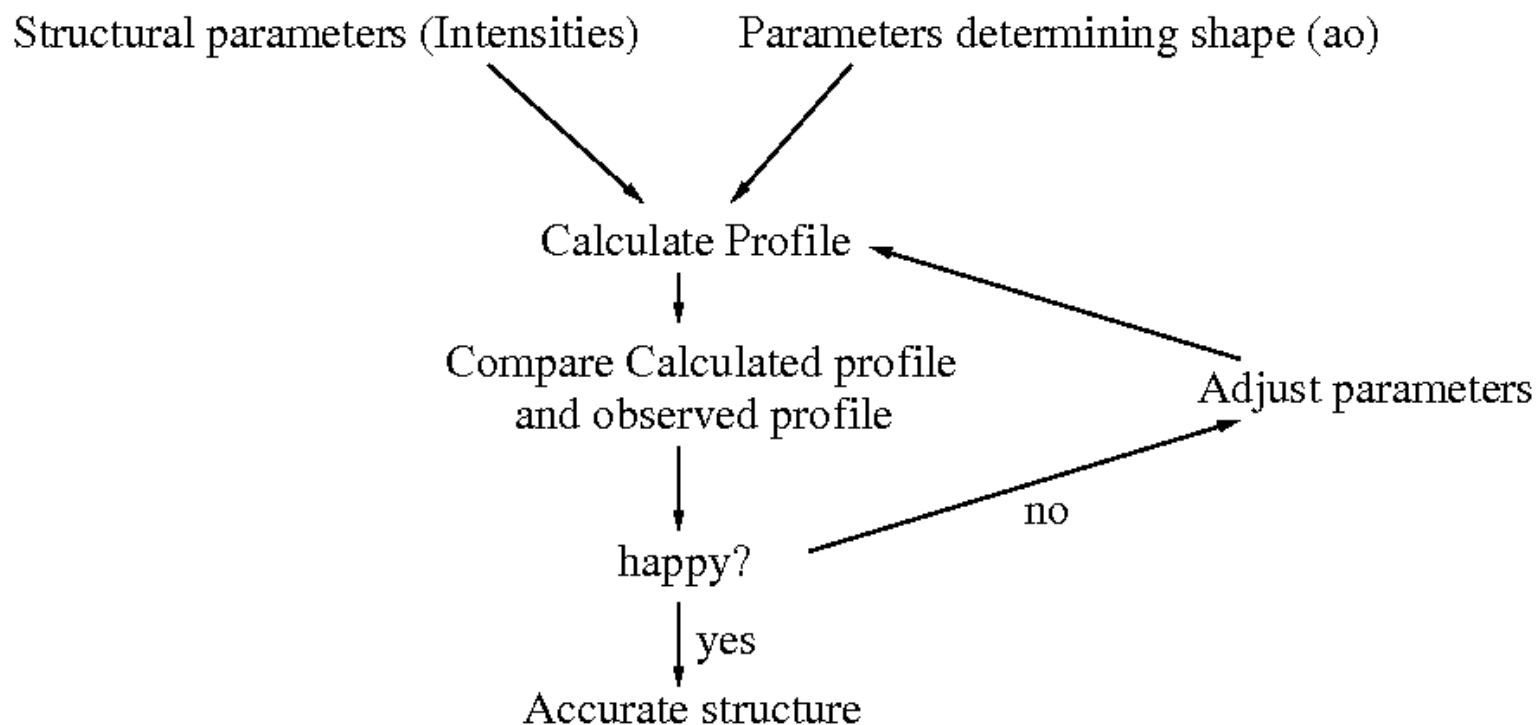 Structural parameters (Intensities)
Parameters determining shape (ao)
Calculate Profile
Compare Calculated profile
and observed profile
Adjust parameters
no
happy?
yes
Accurate structure